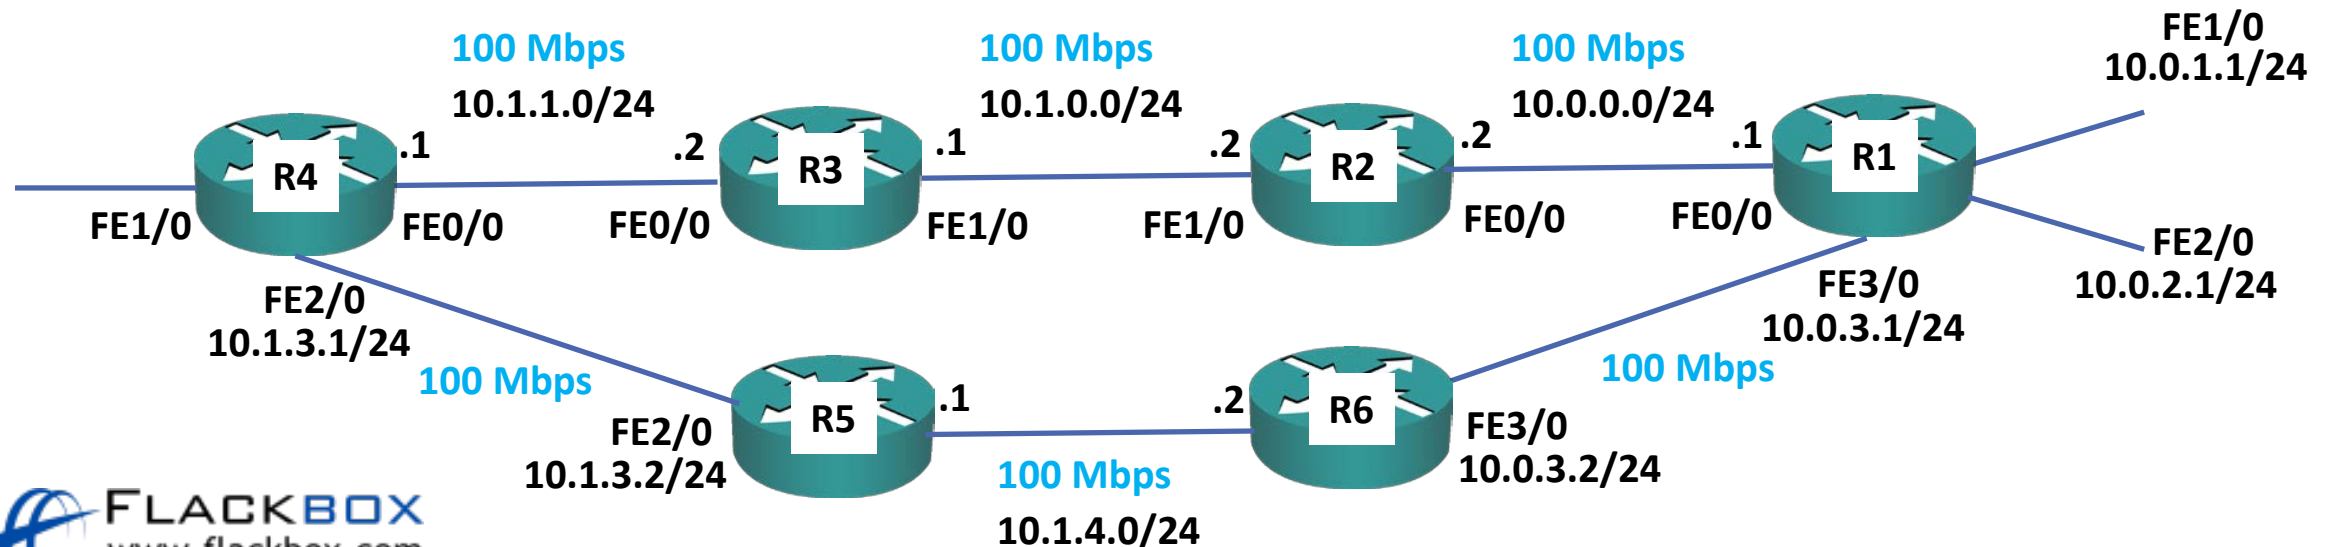 FE1/0
10.0.1.1/24
100 Mbps
10.1.1.0/24
100 Mbps
10.1.0.0/24
100 Mbps
10.0.0.0/24
R4
.1
.2
R3
.1
.2
R2
.2
.1
R1
FE1/0
FE0/0
FE0/0
FE1/0
FE1/0
FE0/0
FE0/0
FE2/0
10.0.2.1/24
FE2/0
10.1.3.1/24
FE3/0
10.0.3.1/24
100 Mbps
100 Mbps
R5
.1
.2
R6
FE2/0
10.1.3.2/24
FE3/0
10.0.3.2/24
100 Mbps
10.1.4.0/24
FLACKBOX
www.flackbox.com